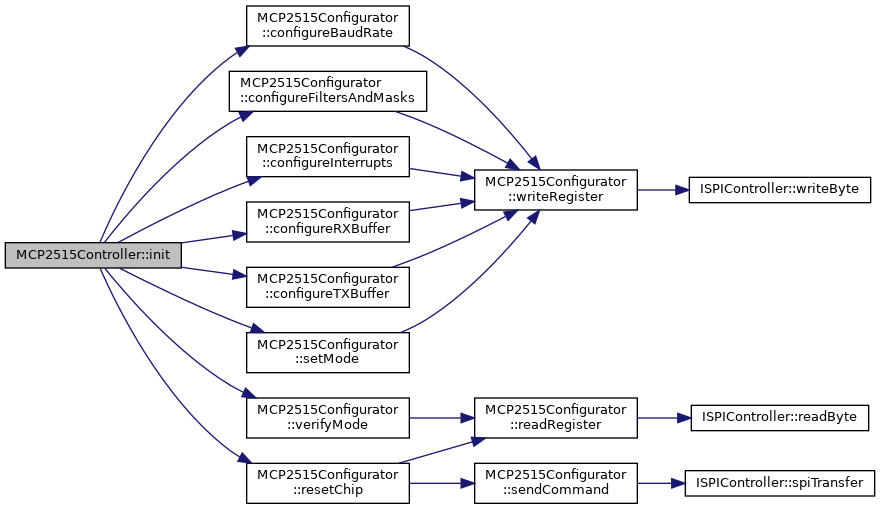 MCP2515Configurator
::configureBaudRate
MCP2515Configurator
::configureFiltersAndMasks
MCP2515Configurator
::configureInterrupts
MCP2515Configurator
::writeRegister
ISPIController::writeByte
MCP2515Configurator
::configureRXBuffer
MCP2515Controller::init
MCP2515Configurator
::configureTXBuffer
MCP2515Configurator
::setMode
MCP2515Configurator
::verifyMode
MCP2515Configurator
::readRegister
ISPIController::readByte
MCP2515Configurator
::resetChip
MCP2515Configurator
::sendCommand
ISPIController::spiTransfer